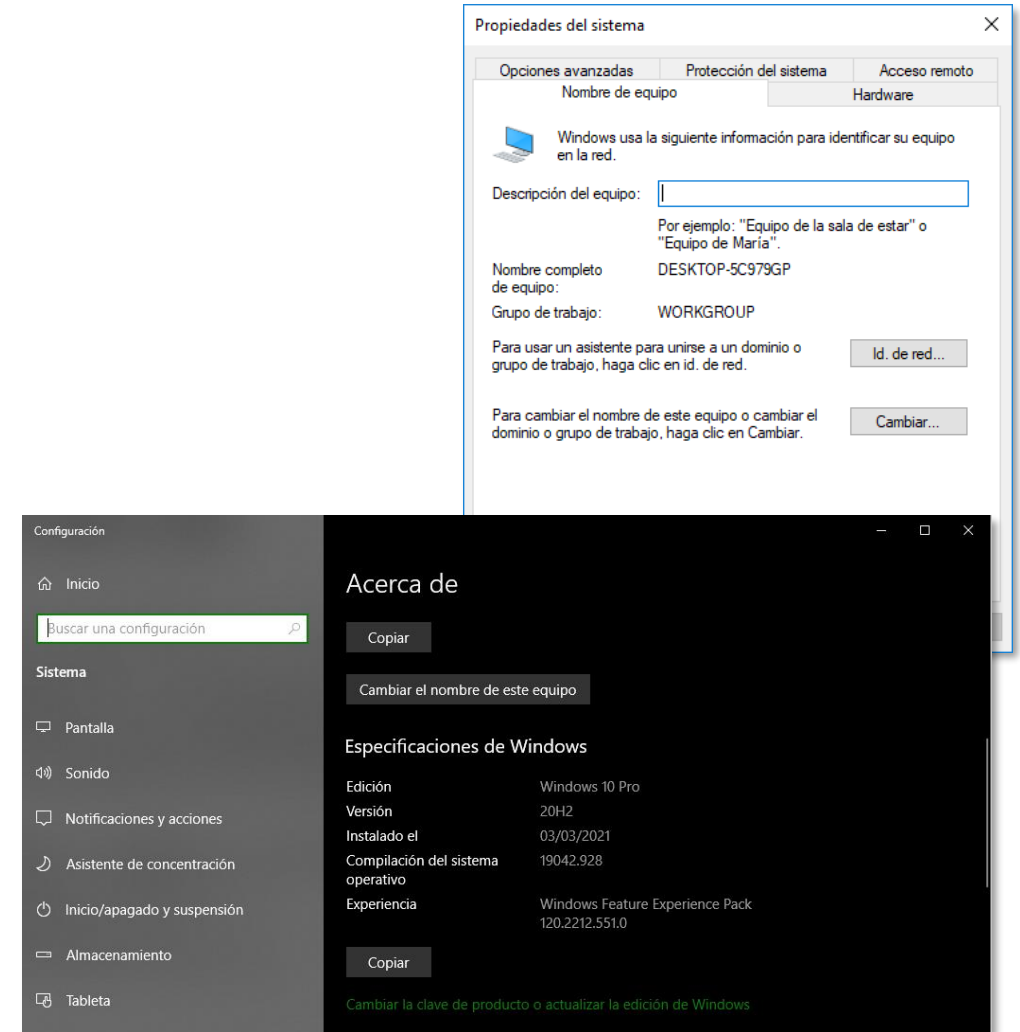 Propiedades del sistema
Opciones avanzadas
Protección del sistema
Acceso remoto
Nombre de equipo
Hardware
Windows usa la siguiente información para identificar su equipo
en la red.
Descripción del equipo:
Por ejemplo: "Equipo de la sala de estar" o
"Equipo de María".
Nombre completo
de equipo:
DESKTOP-5C979GP
Grupo de trabajo:
WORKGROUP
Para usar un asistente para unirse a un dominio o
grupo de trabajo, haga clic en id. de red.
Id. de red...
Para cambiar el nombre de este equipo o cambiar el
dominio o grupo de trabajo, haga clic en Cambiar.
Cambiar...
Configuración
Inicio
Buscar una configuración
Sistema
Pantalla
Sonido
Notificaciones y acciones
Asistente de concentración
Inicio/apagado y suspensión
Almacenamiento
Tableta
Acerca de
Copiar
Cambiar el nombre de este equipo
Especificaciones de Windows
Edición Windows 10 Pro
Versión 20H2
Instalado el 03/03/2021
Compilación del sistema
operativo
19042.928
Experiencia Windows Feature Experience Pack
120.2212.551.0
Copiar
Cambiar la clave de producto o actualizar la edición de Windows